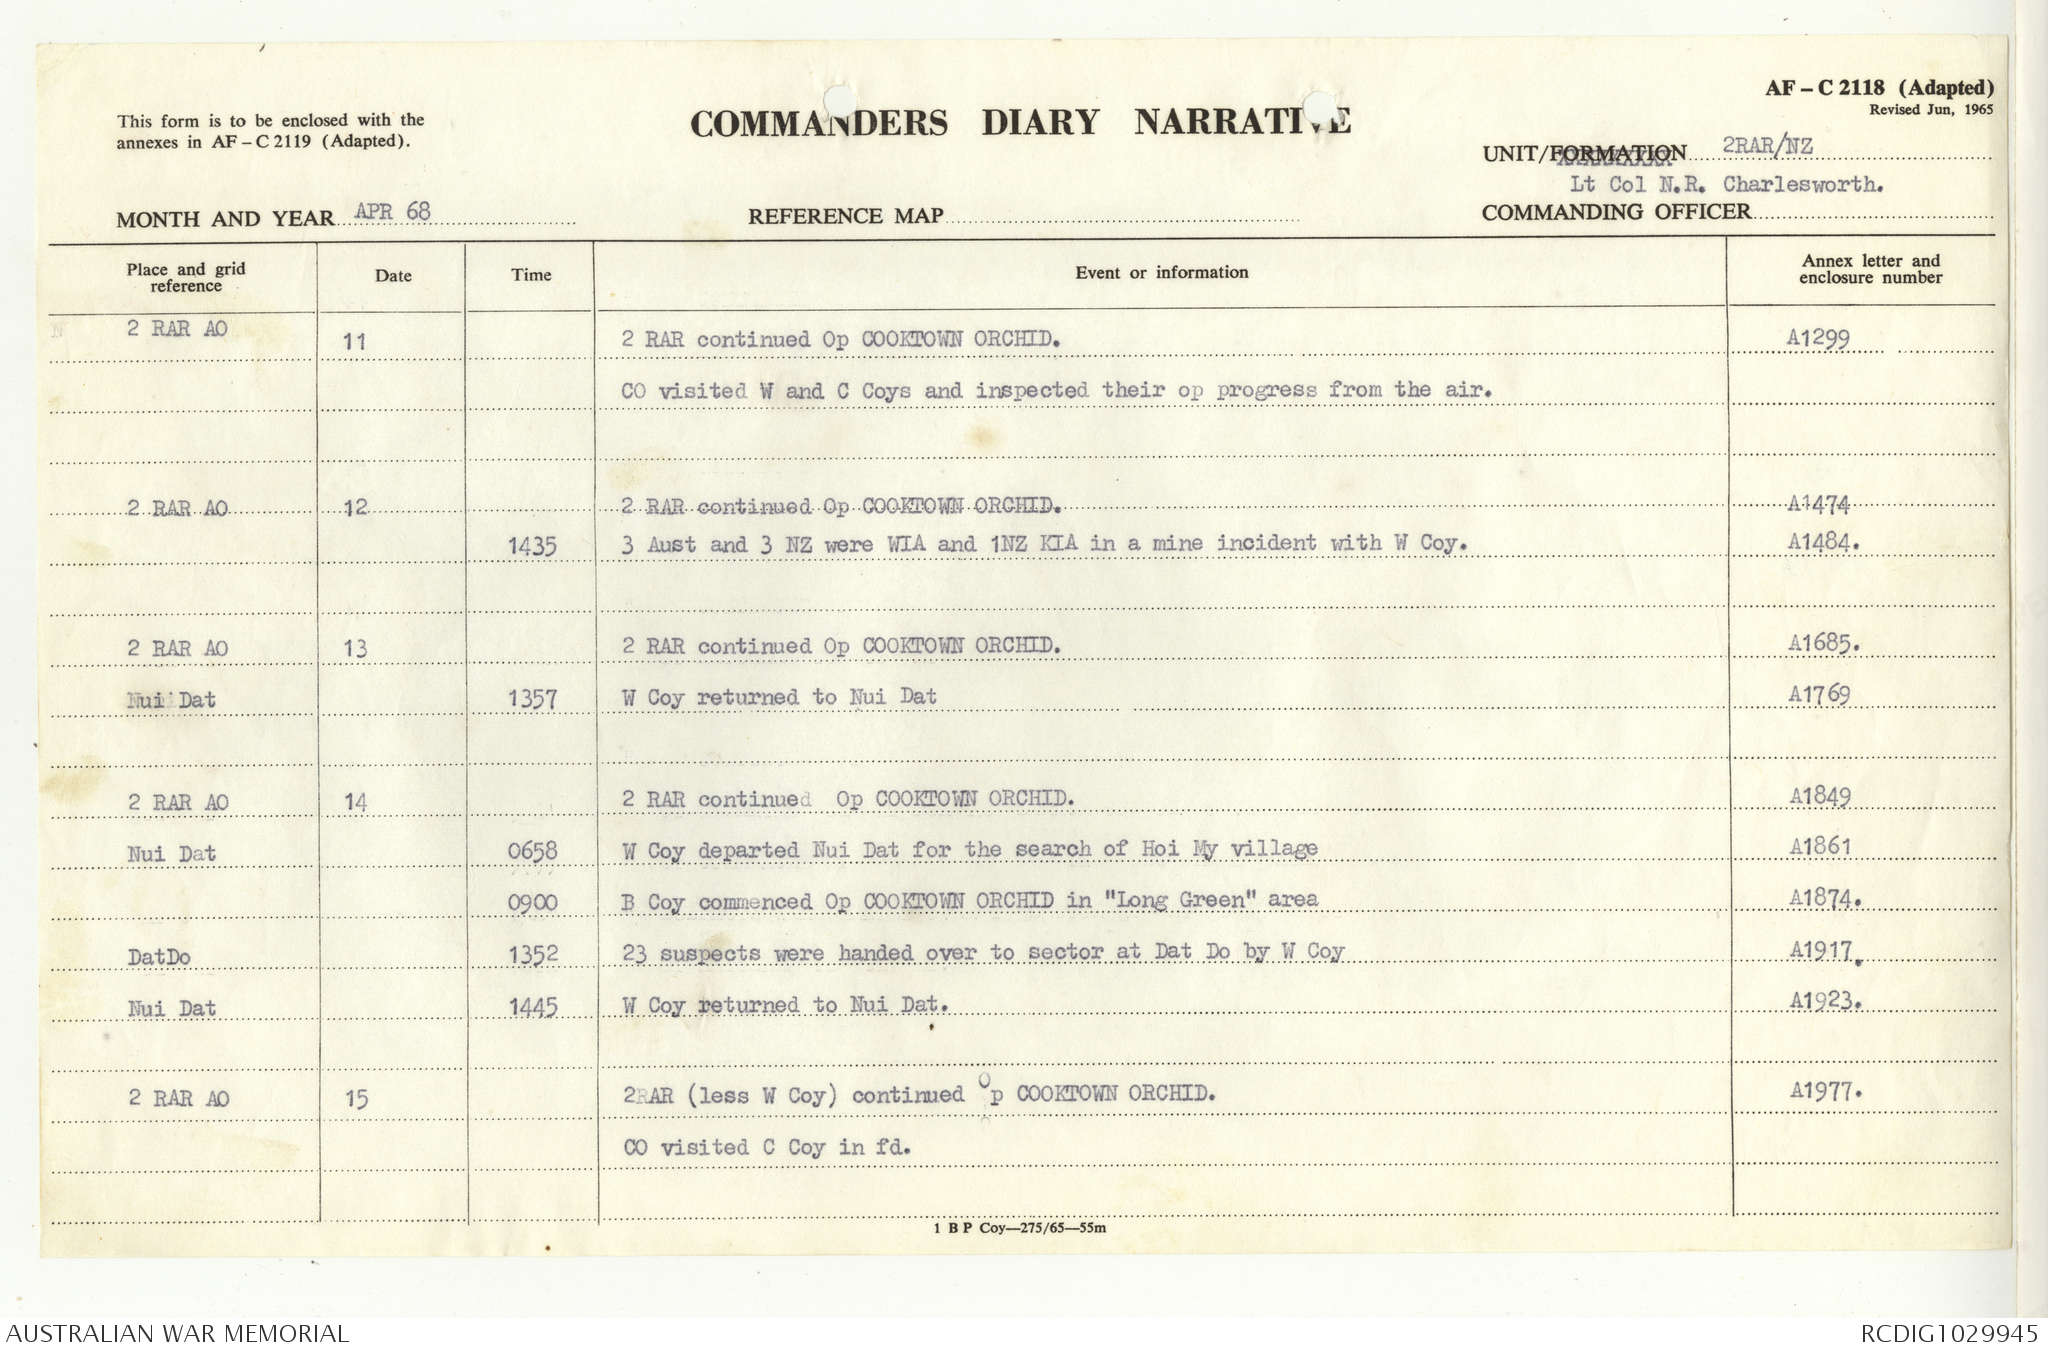 This form is to be enclosed with the
annexes in AF – C 2119 (Adapted).
COMMANDERS DIARY NARRATIVE
AF – C 2118 (Adapted)
Revised Jun, 1965
UNIT/FORMATION 2RAR/NZ
Lt Col N.R. Charlesworth.
MONTH AND YEAR APR 68
REFERENCE MAP
COMMANDING OFFICER
Place and grid reference Date Time Event or information Annex letter and enclosure number
2 RAR AO 11 2 RAR continued Op COOKTOWN ORCHID. A1299
CO visited W and C Coys and inspected their op progress from the air.
2 RAR AO 12 2 RAR continued Op COOKTOWN ORCHID. A1474
1435 3 Aust and 3 NZ were WIA and 1NZ KIA in a mine incident with W Coy. A1484.
2 RAR AO 13 2 RAR continued Op COOKTOWN ORCHID. A1685.
Nui Dat 1357 W Coy returned to Nui Dat A1769
2 RAR AO 14 2 RAR continued Op COOKTOWN ORCHID. A1849
Nui Dat 0658 W Coy departed Nui Dat for the search of Hoi My village A1861
0900 B Coy commenced Op COOKTOWN ORCHID in "Long Green" area A1874.
DatDo 1352 23 suspects were handed over to sector at Dat Do by W Coy A1917.
Nui Dat 1445 W Coy returned to Nui Dat. A1923.
2 RAR AO 15 2RAR (less W Coy) continued Op COOKTOWN ORCHID. A1977.
CO visited C Coy in fd.
1 B P Coy—275/65—55m
AUSTRALIAN WAR MEMORIAL
RCDIG1029945